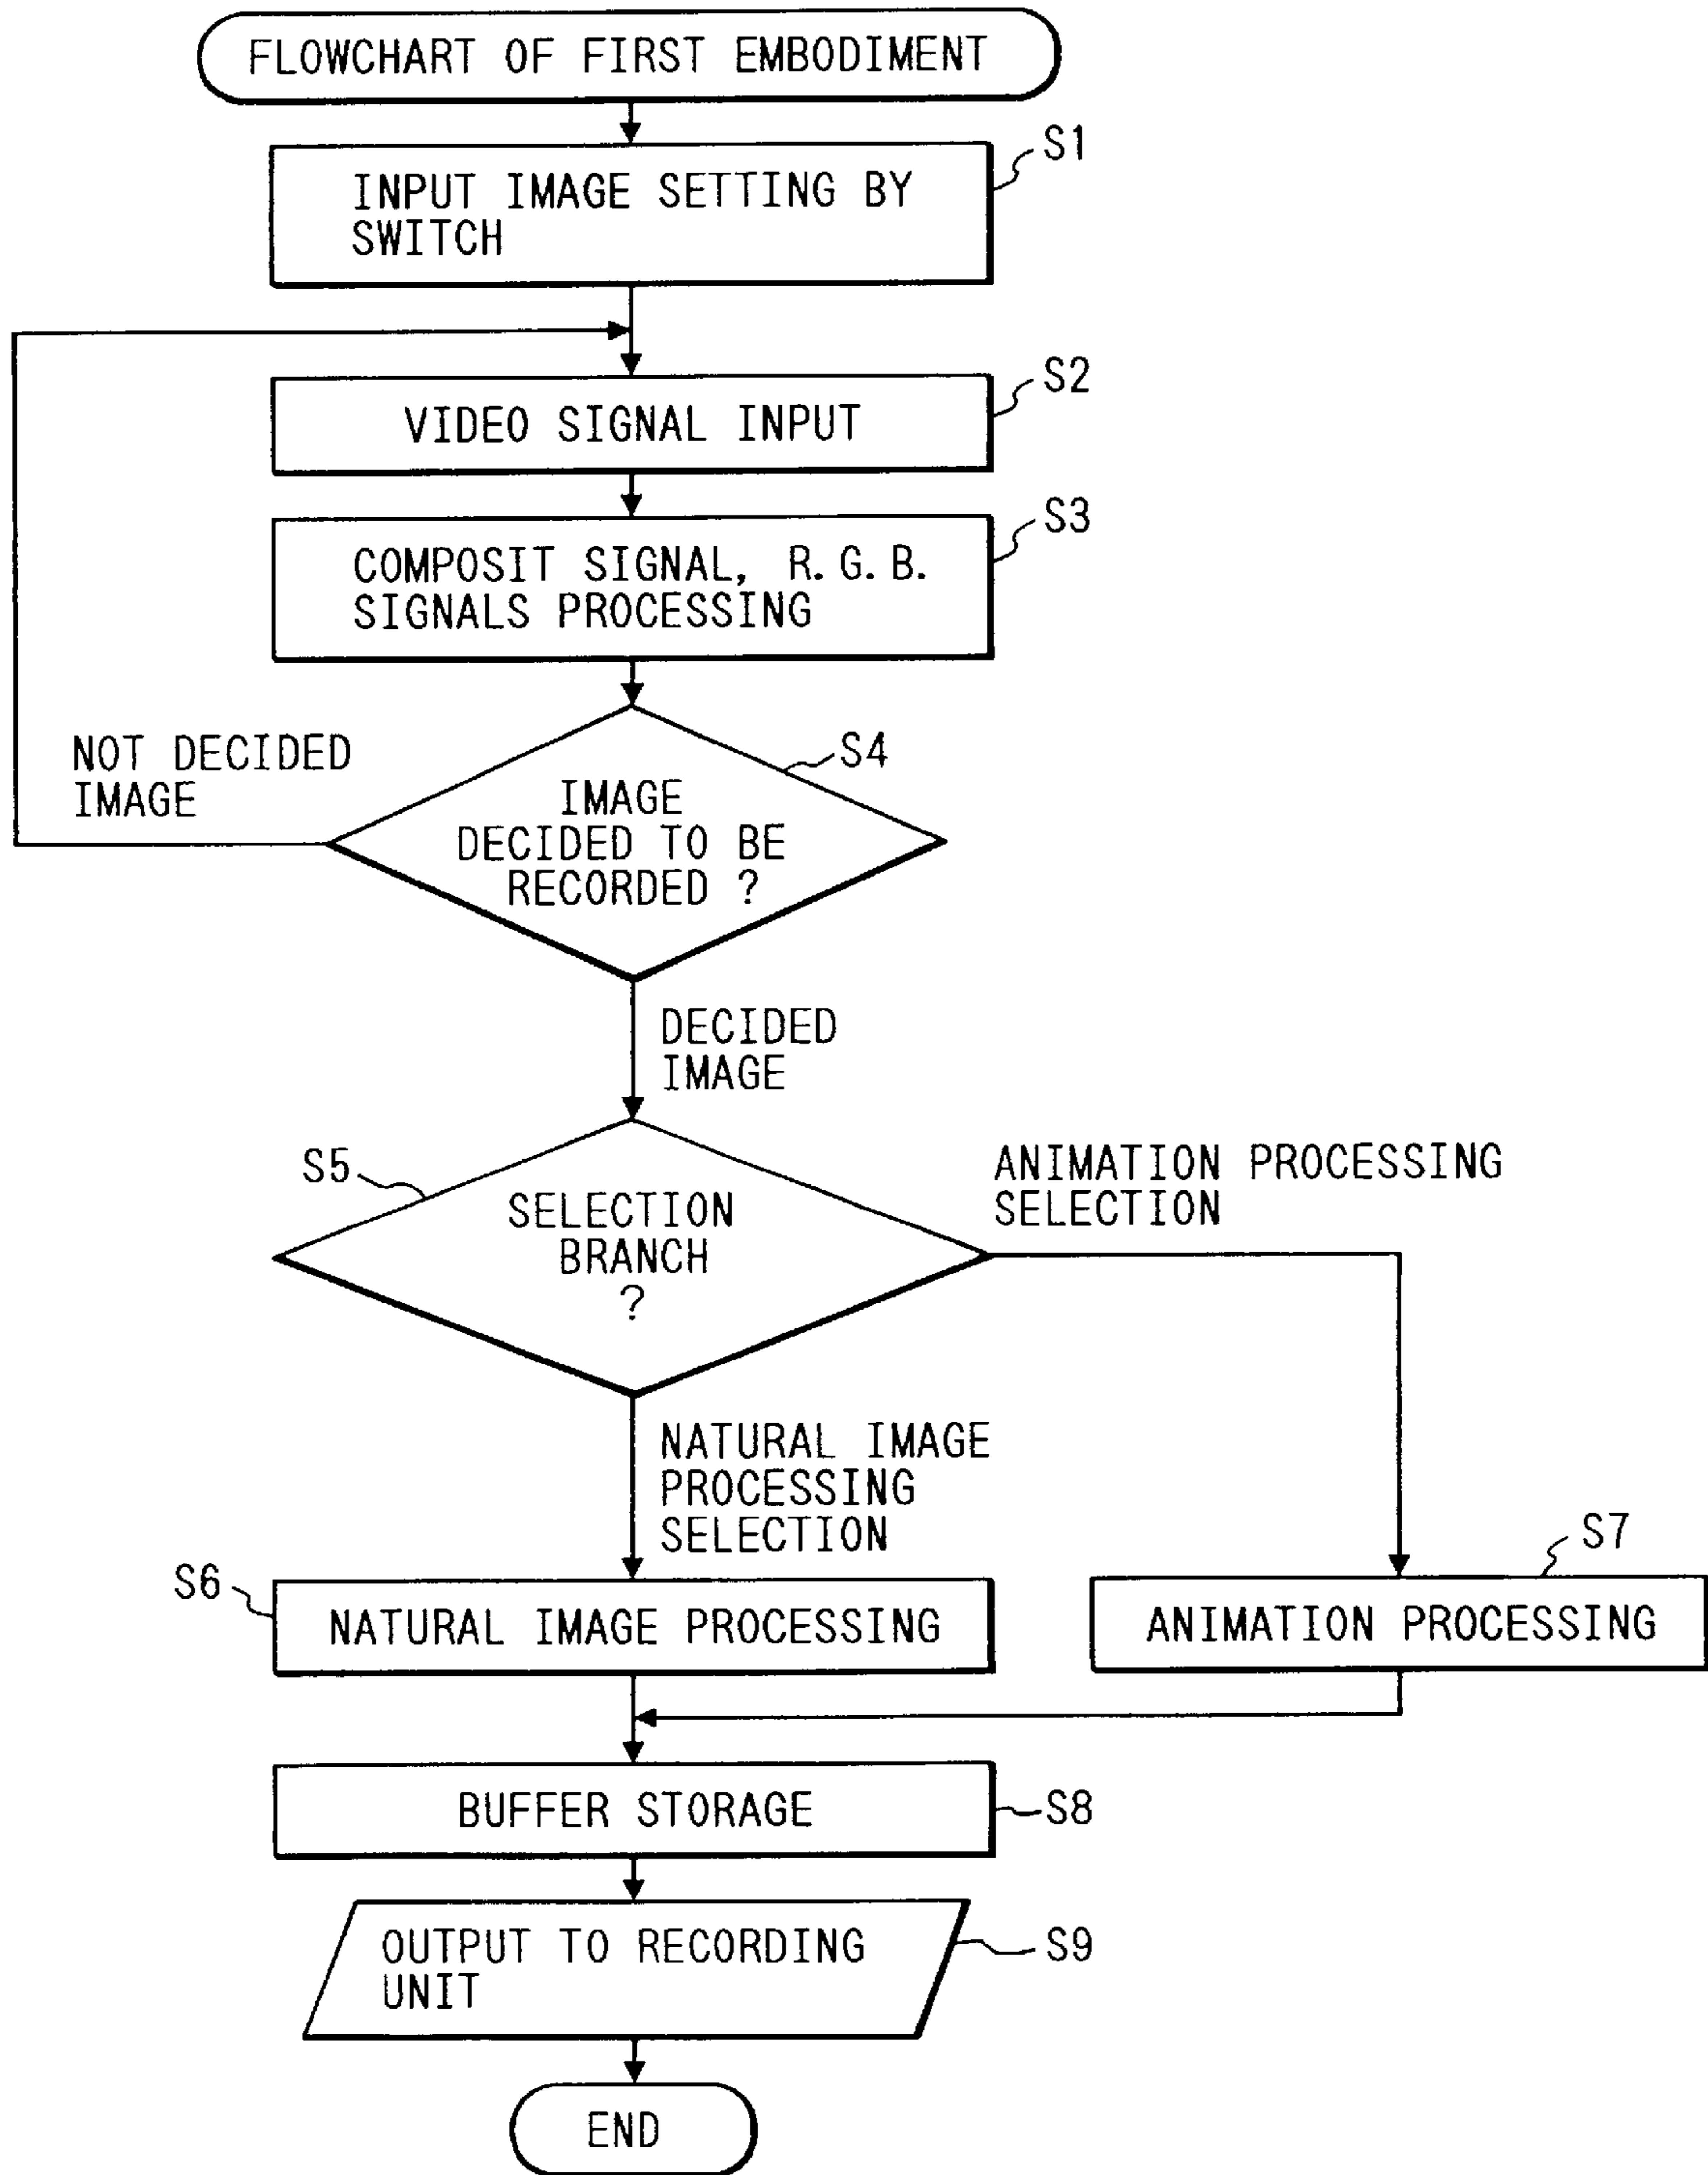 FLOWCHART OF FIRST EMBODIMENT
S1
INPUT IMAGE SETTING BY
SWITCH
S2
VIDEO SIGNAL INPUT
S3
COMPOSIT SIGNAL, R.G.B.
SIGNALS PROCESSING
NOT DECIDED
IMAGE
S4
IMAGE
DECIDED TO BE
RECORDED ?
DECIDED
IMAGE
S5
SELECTION
BRANCH
?
ANIMATION PROCESSING
SELECTION
NATURAL IMAGE
PROCESSING
SELECTION
S6
NATURAL IMAGE PROCESSING
S7
ANIMATION PROCESSING
BUFFER STORAGE
S8
OUTPUT TO RECORDING
UNIT
S9
END